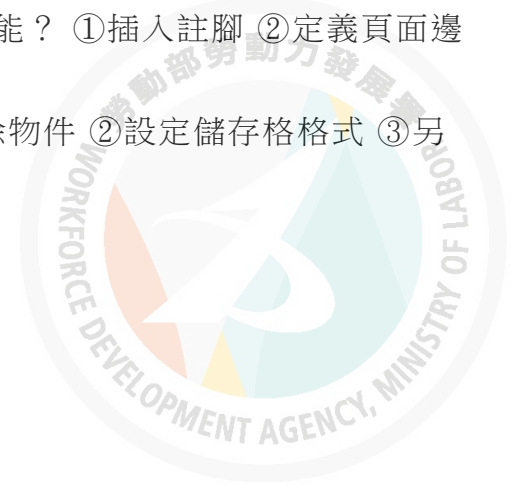 能？ ①插入註腳 ②定義頁面邊
除物件 ②設定儲存格格式 ③另
勞動部勞動力發展署
WORKFORCE DEVELOPMENT AGENCY, MINISTRY OF LABOR